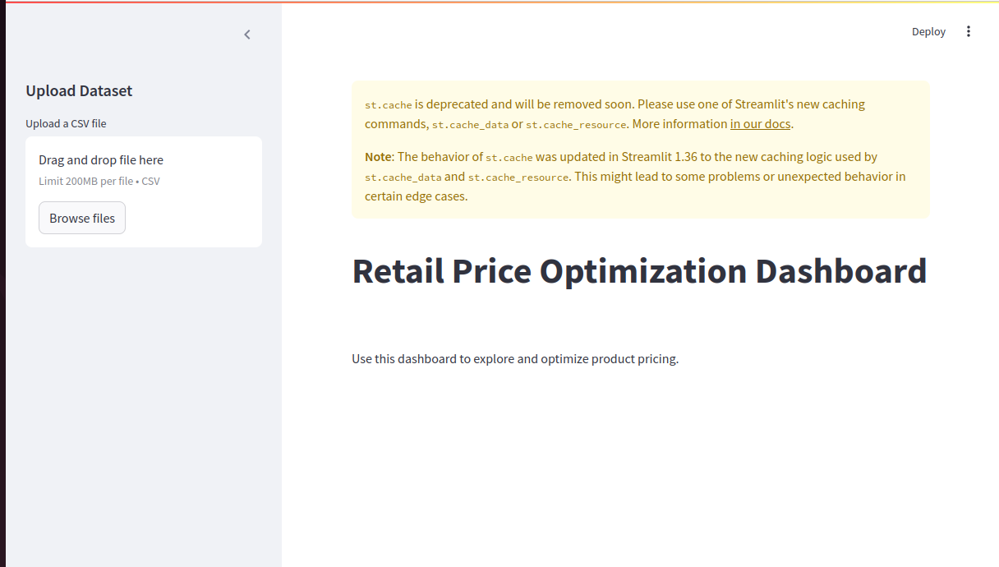 Deploy
Upload Dataset
Upload a CSV file
Drag and drop file here
Limit 200MB per file • CSV
Browse files
st.cache is deprecated and will be removed soon. Please use one of Streamlit's new caching
commands, st.cache_data or st.cache_resource. More information in our docs.
Note: The behavior of st.cache was updated in Streamlit 1.36 to the new caching logic used by
st.cache_data and st.cache_resource. This might lead to some problems or unexpected behavior in
certain edge cases.
Retail Price Optimization Dashboard
Use this dashboard to explore and optimize product pricing.